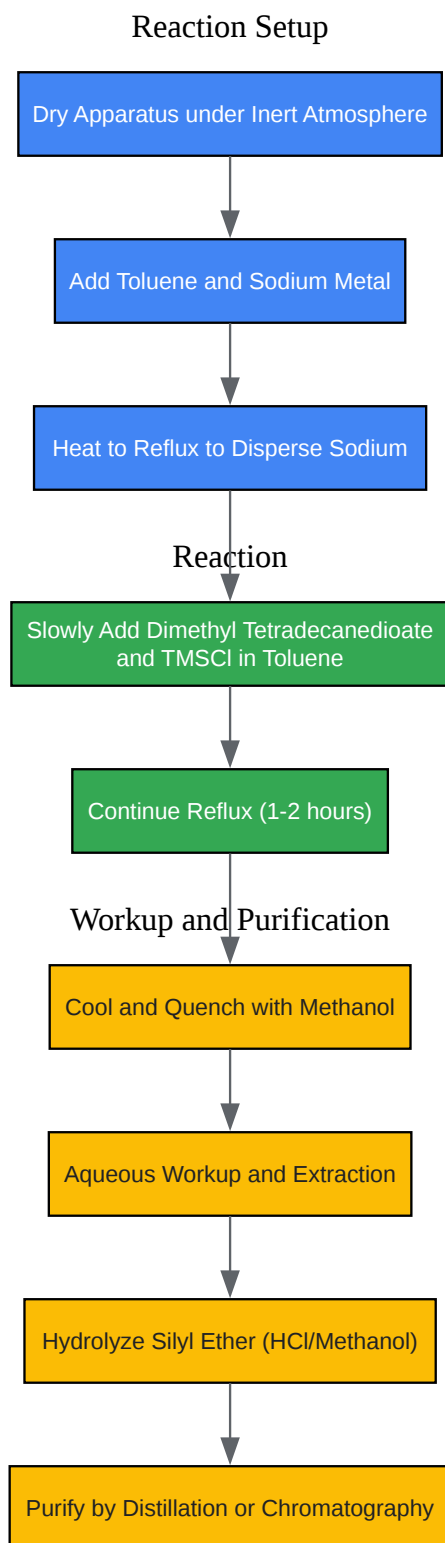 Reaction Setup
Dry Apparatus under Inert Atmosphere
Add Toluene and Sodium Metal
Heat to Reflux to Disperse Sodium
Reaction
Slowly Add Dimethyl Tetradecanedioate
and TMSCl in Toluene
Continue Reflux (1-2 hours)
Workup and Purification
Cool and Quench with Methanol
Aqueous Workup and Extraction
Hydrolyze Silyl Ether (HCl/Methanol)
Purify by Distillation or Chromatography